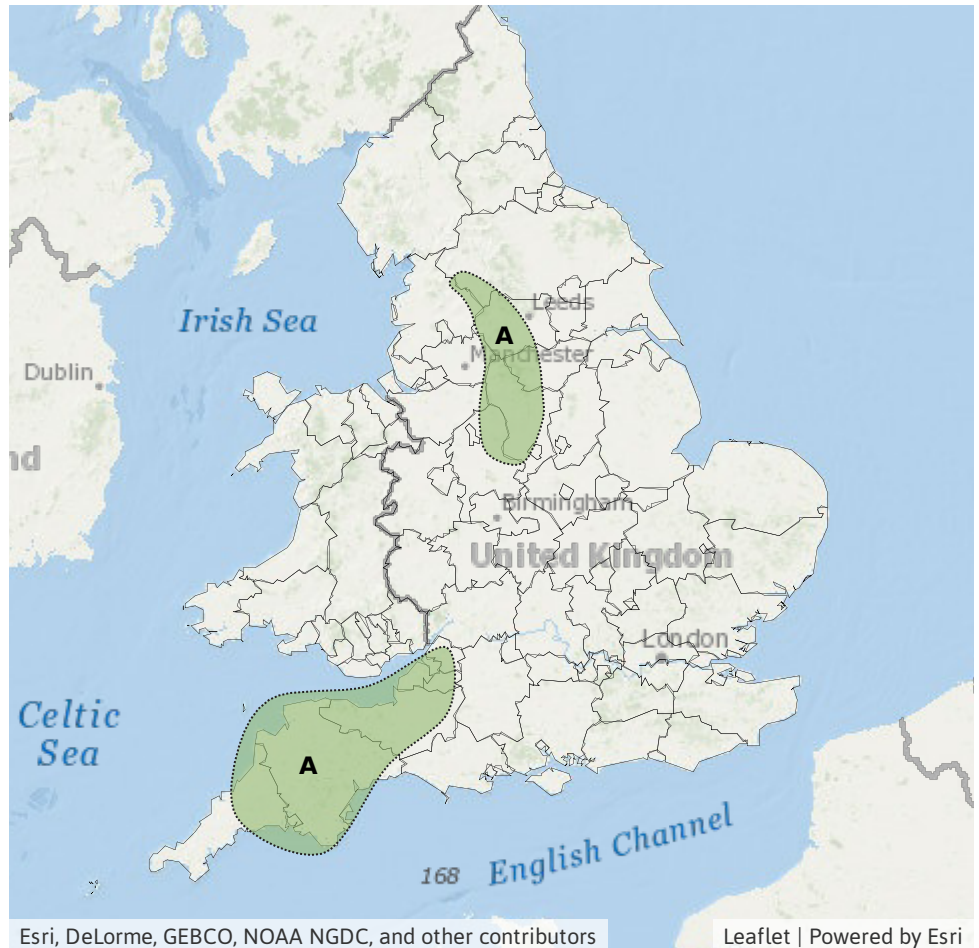 Leeds
A
Irish Sea
Manchester
Dublin
nd
Birmingham
United Kingdom
London
Celtic
Sea
A
English Channel
168
Esri, DeLorme, GEBCO, NOAA NGDC, and other contributors
Leaflet | Powered by Esri